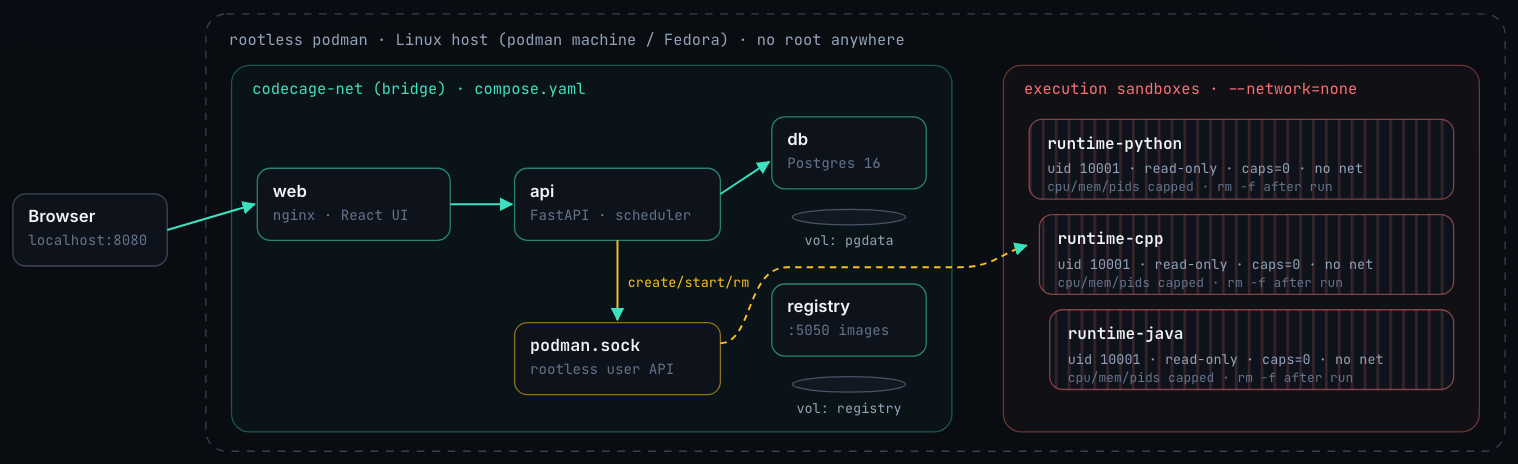 rootless podman · Linux host (podman machine / Fedora) · no root anywhere
codecage-net (bridge) · compose.yaml
Browser
localhost:8080
web
nginx · React UI
api
FastAPI · scheduler
db
Postgres 16
vol: pgdata
create/start/rm
podman.sock
rootless user API
registry
:5050 images
vol: registry
execution sandboxes · --network=none
runtime-python
uid 10001 · read-only · caps=0 · no net
cpu/mem/pids capped · rm -f after run
runtime-cpp
uid 10001 · read-only · caps=0 · no net
cpu/mem/pids capped · rm -f after run
runtime-java
uid 10001 · read-only · caps=0 · no net
cpu/mem/pids capped · rm -f after run